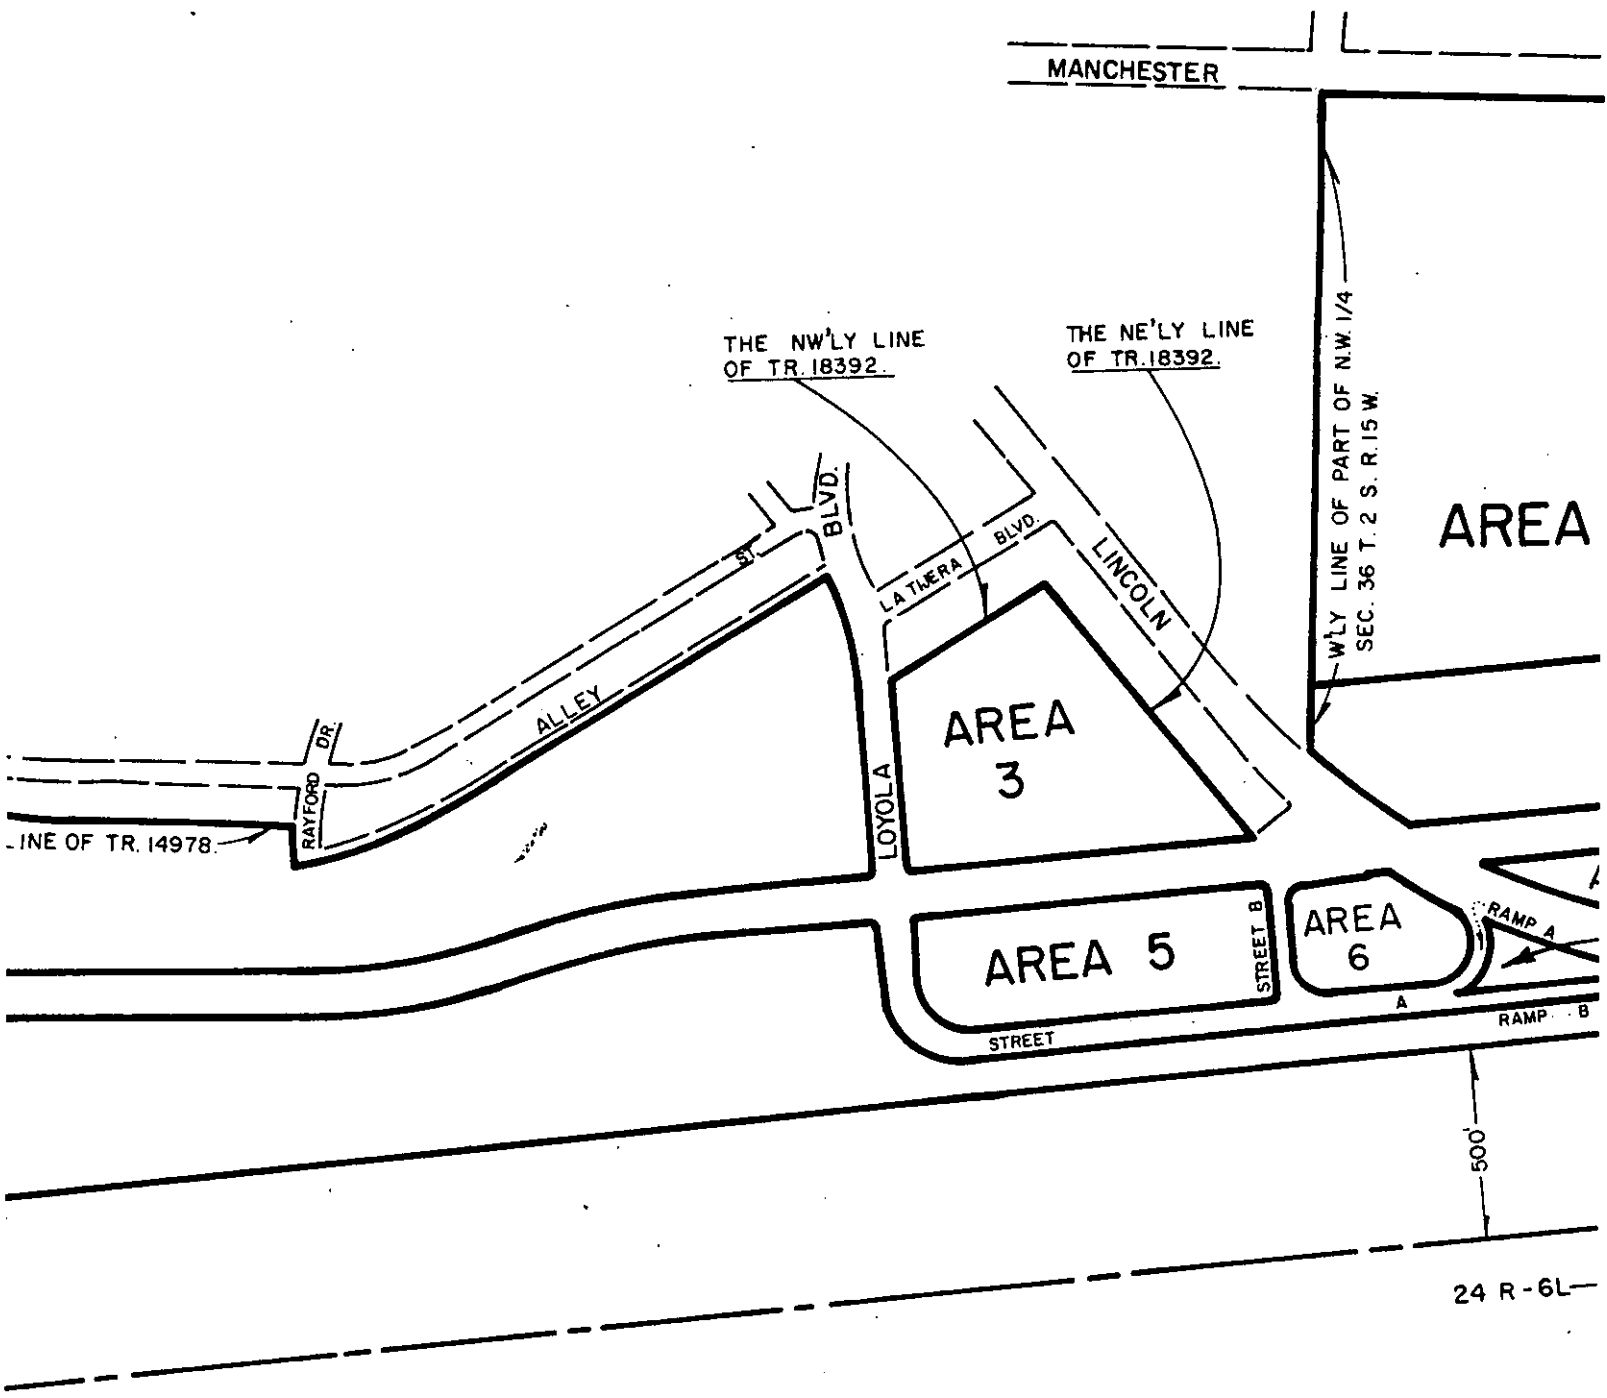 MANCHESTER
THE NW'LY LINE
OF TR. 18392.
THE NE'LY LINE
OF TR. 18392.
W'LY LINE OF PART OF N.W. 1/4
SEC. 36 T. 2 S. R. 15 W.
AREA
BLVD.
ST.
LA TIJERA BLVD.
LINCOLN
ALLEY
RAYFORD DR.
INE OF TR. 14978.
AREA
3
LOYOLA
AREA 5
STREET B
AREA
6
RAMP A
STREET A
RAMP B
500'
24 R-6L